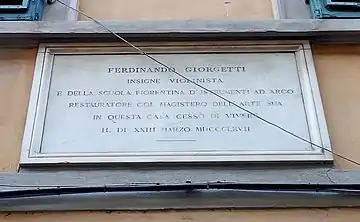 FERDINANDO GIORGETTI
INSIGNE VIOLINISTA
E DELLA SCUOLA FIORENTINA D'ISTRUMENTI AD ARCO
RESTAURATORE COL MAGISTERO DELL'ARTE SUA
IN QUESTA CASA CESSÒ DI VIVERE
IL DÌ XXIII MARZO MDCCCLXVII